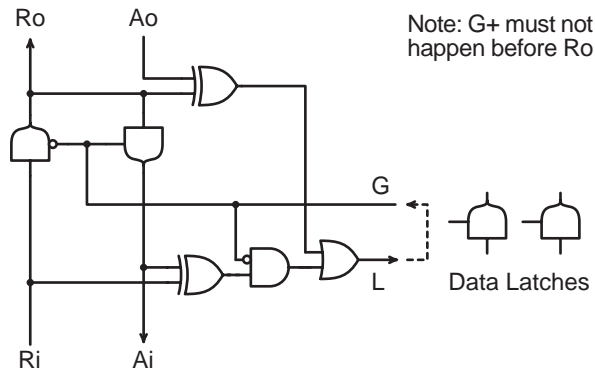 Ro
Ao
Note: G+ must not
happen before Ro
G
L
Data Latches
Ri
Ai